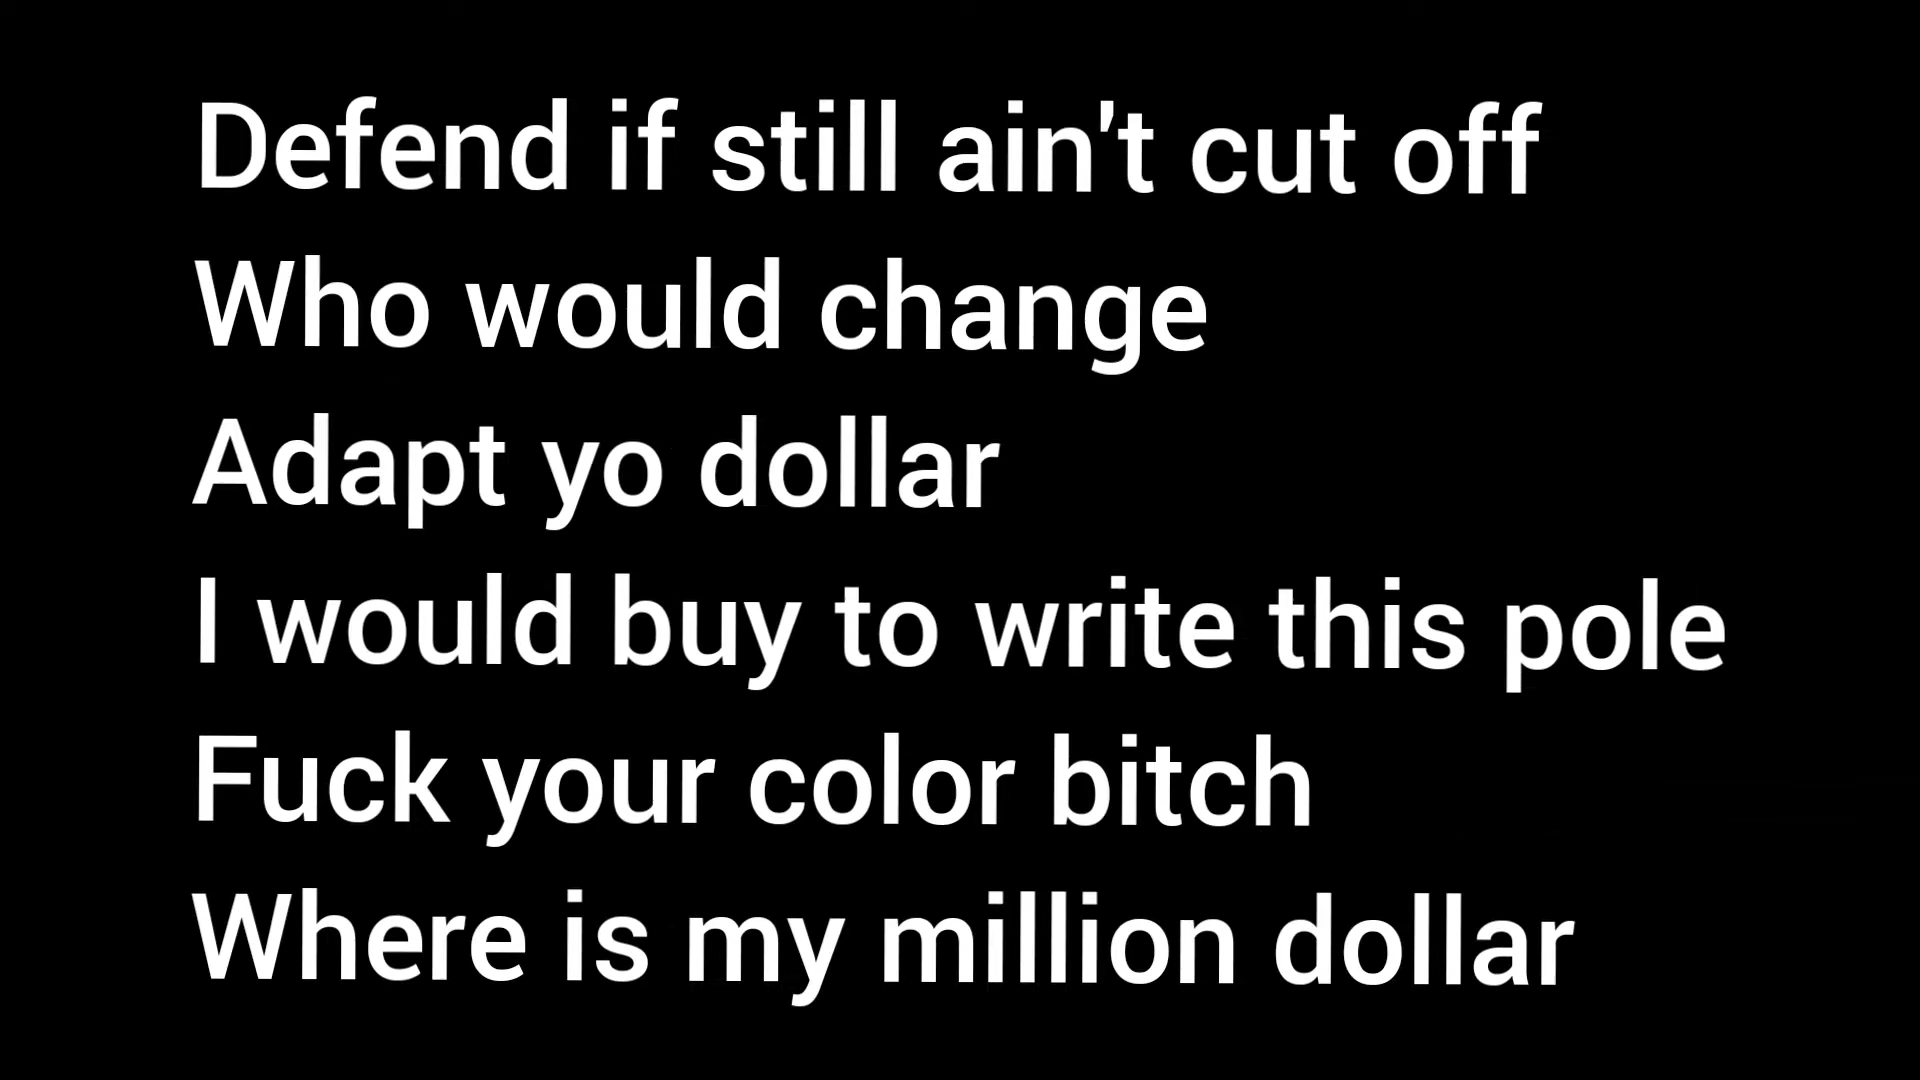 Defend if still ain't cut off
Who would change
Adapt yo dollar
I would buy to write this pole
Fuck your color bitch
Where is my million dollar